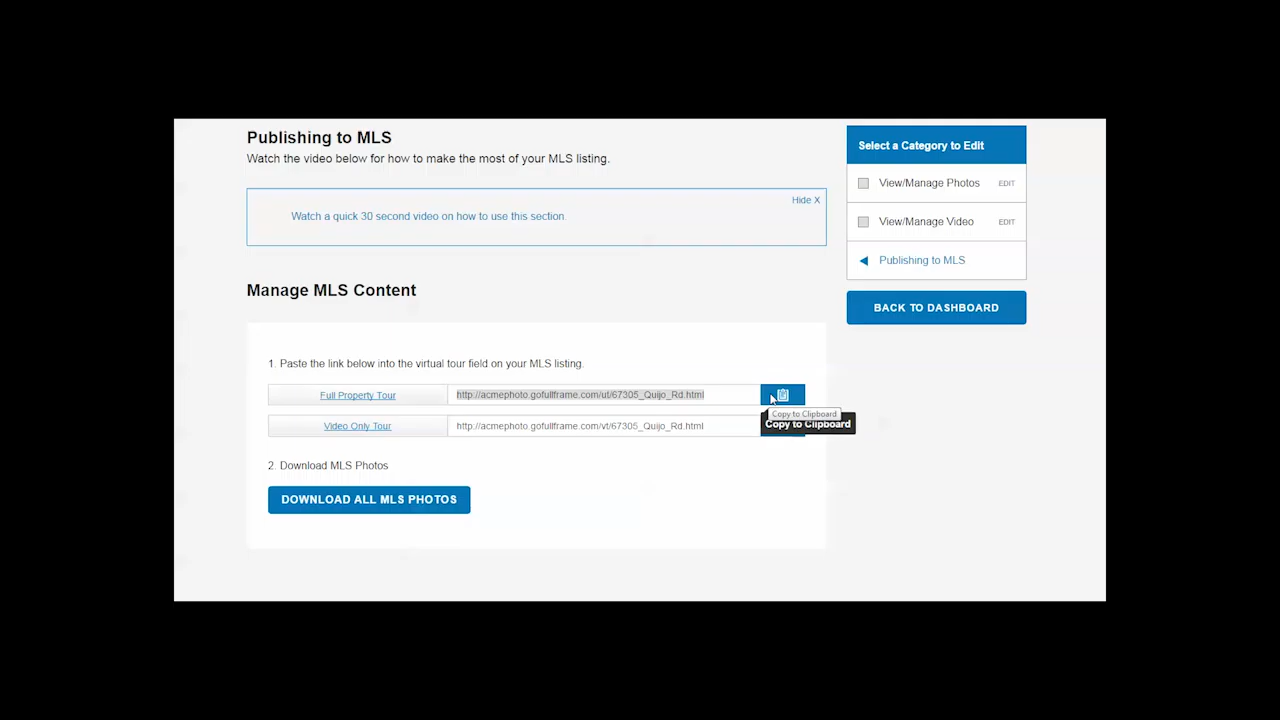 Publishing to MLS
Watch the video below for how to make the most of your MLS listing.
Hide X
Watch a quick 30 second video on how to use this section.
Manage MLS Content
1. Paste the link below into the virtual tour field on your MLS listing.
Full Property Tour http://acmephoto.gofullframe.com/ut/67305_Quijo_Rd.html
Copy to Clipboard
Copy to Clipboard
Video Only Tour http://acmephoto.gofullframe.com/vt/67305_Quijo_Rd.html
2. Download MLS Photos
DOWNLOAD ALL MLS PHOTOS
Select a Category to Edit
View/Manage Photos EDIT
View/Manage Video EDIT
Publishing to MLS
BACK TO DASHBOARD